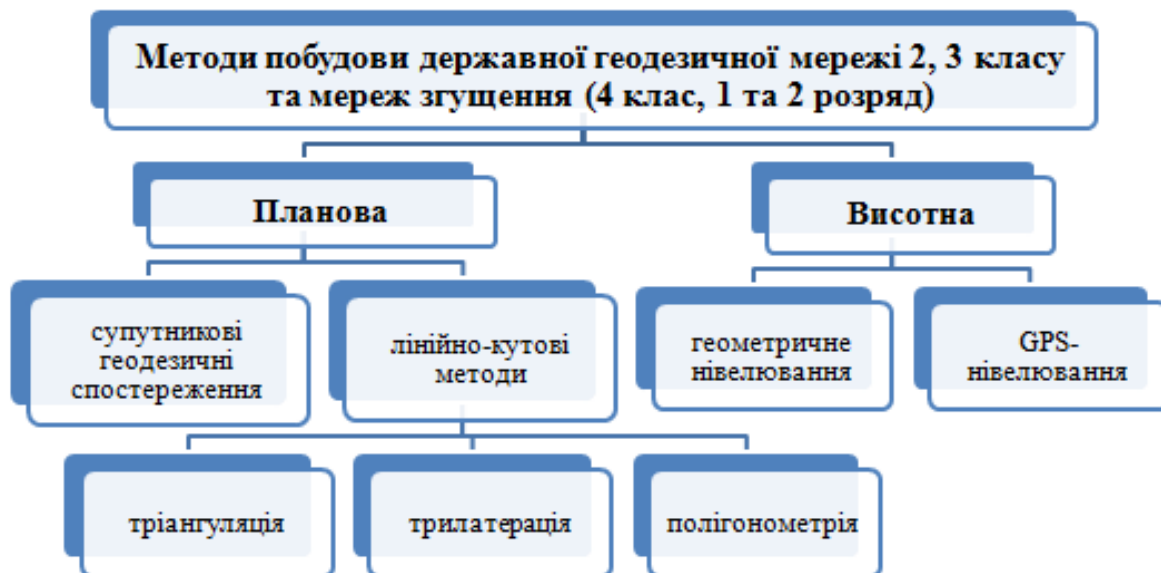 Методи побудови державної геодезичної мережі 2, 3 класу
та мереж згущення (4 клас, 1 та 2 розряд)
Планова
Висотна
супутникові
геодезичні
спостереження
лінійно-кутові
методи
геометричне
нівелювання
GPS-
нівелювання
тріангуляція
трилатерація
полігонометрія